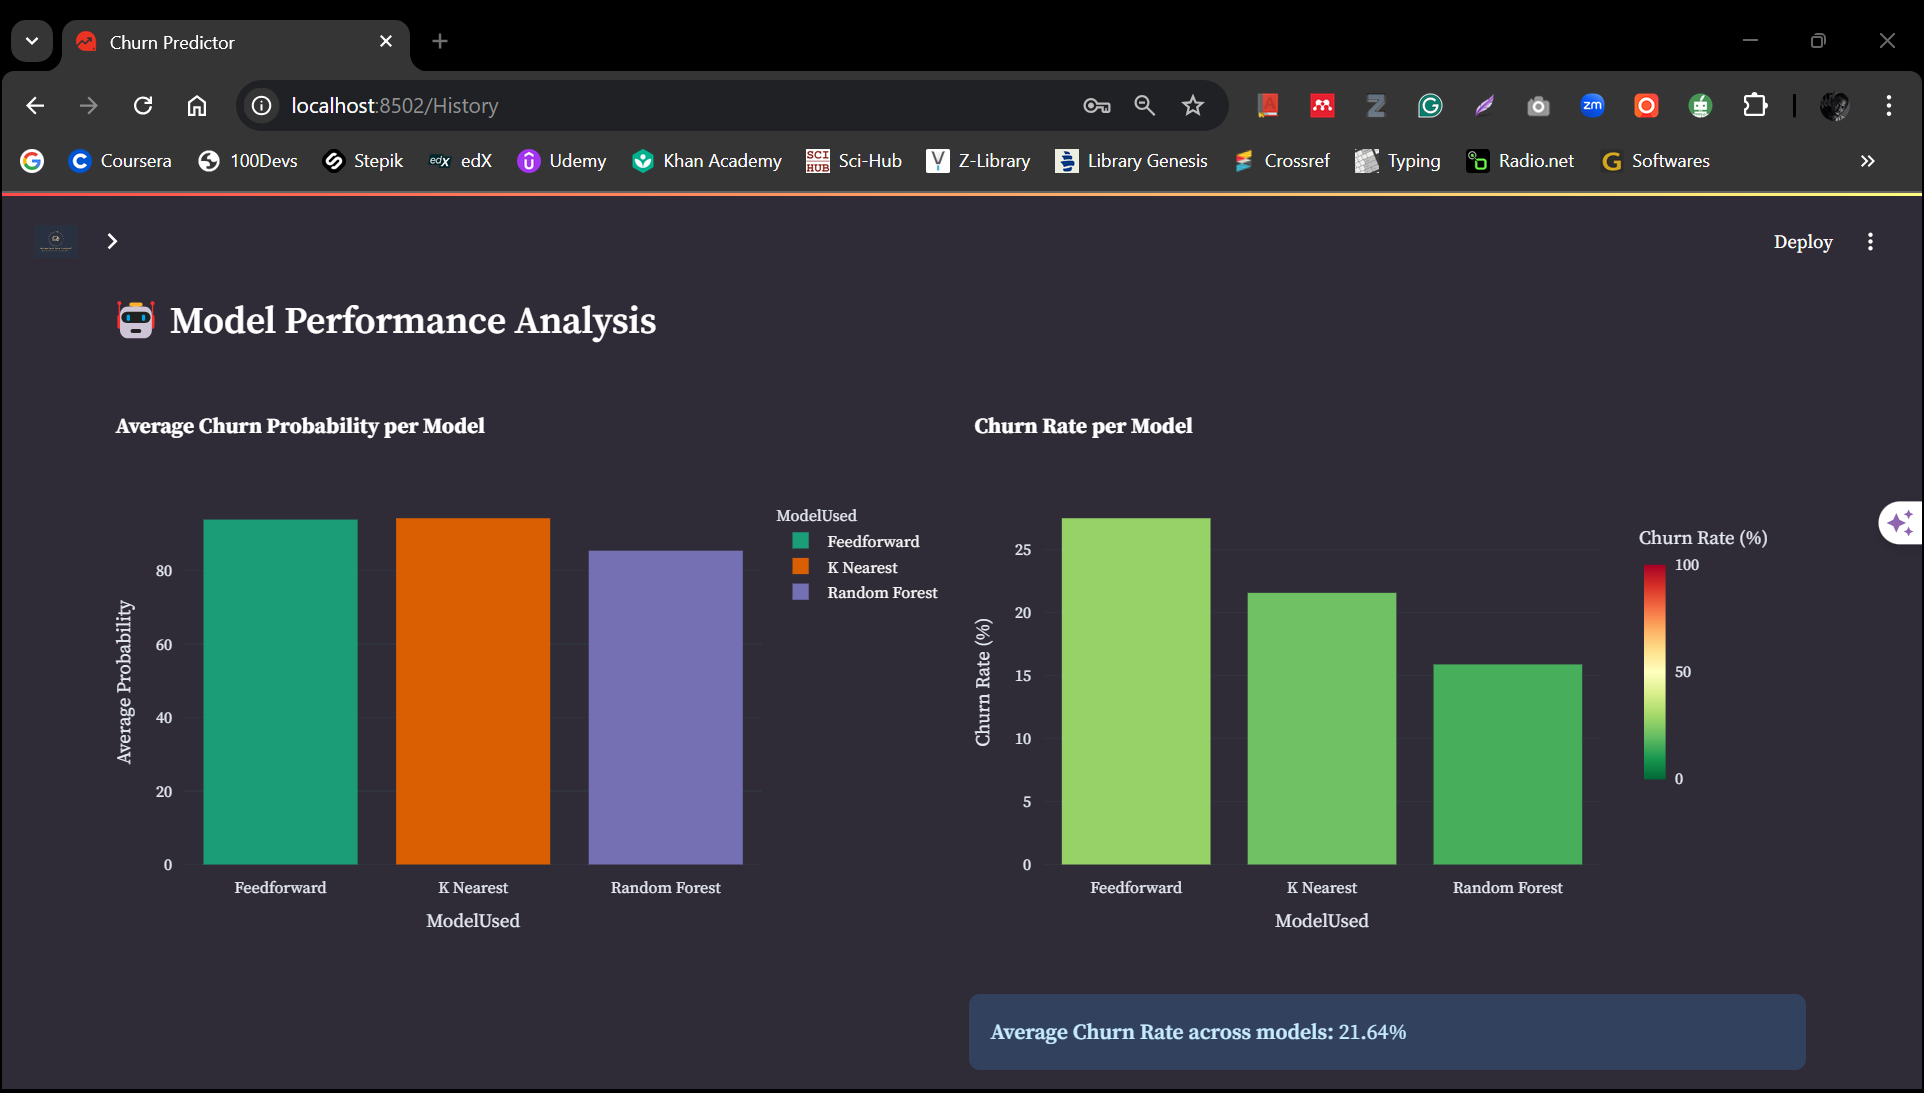 Churn Predictor
localhost:8502/History
zm
Coursera
100Devs
Stepik
edX edX
Udemy
Khan Academy
SCI HUB Sci-Hub
Z-Library
Library Genesis
Crossref
Typing
Radio.net
Softwares
Deploy
Model Performance Analysis
Average Churn Probability per Model
Average Probability
80
60
40
20
0
Feedforward
K Nearest
Random Forest
ModelUsed
ModelUsed
Feedforward
K Nearest
Random Forest
Churn Rate per Model
Churn Rate (%)
25
20
15
10
5
0
Feedforward
K Nearest
Random Forest
ModelUsed
Churn Rate (%)
100
50
0
Average Churn Rate across models: 21.64%